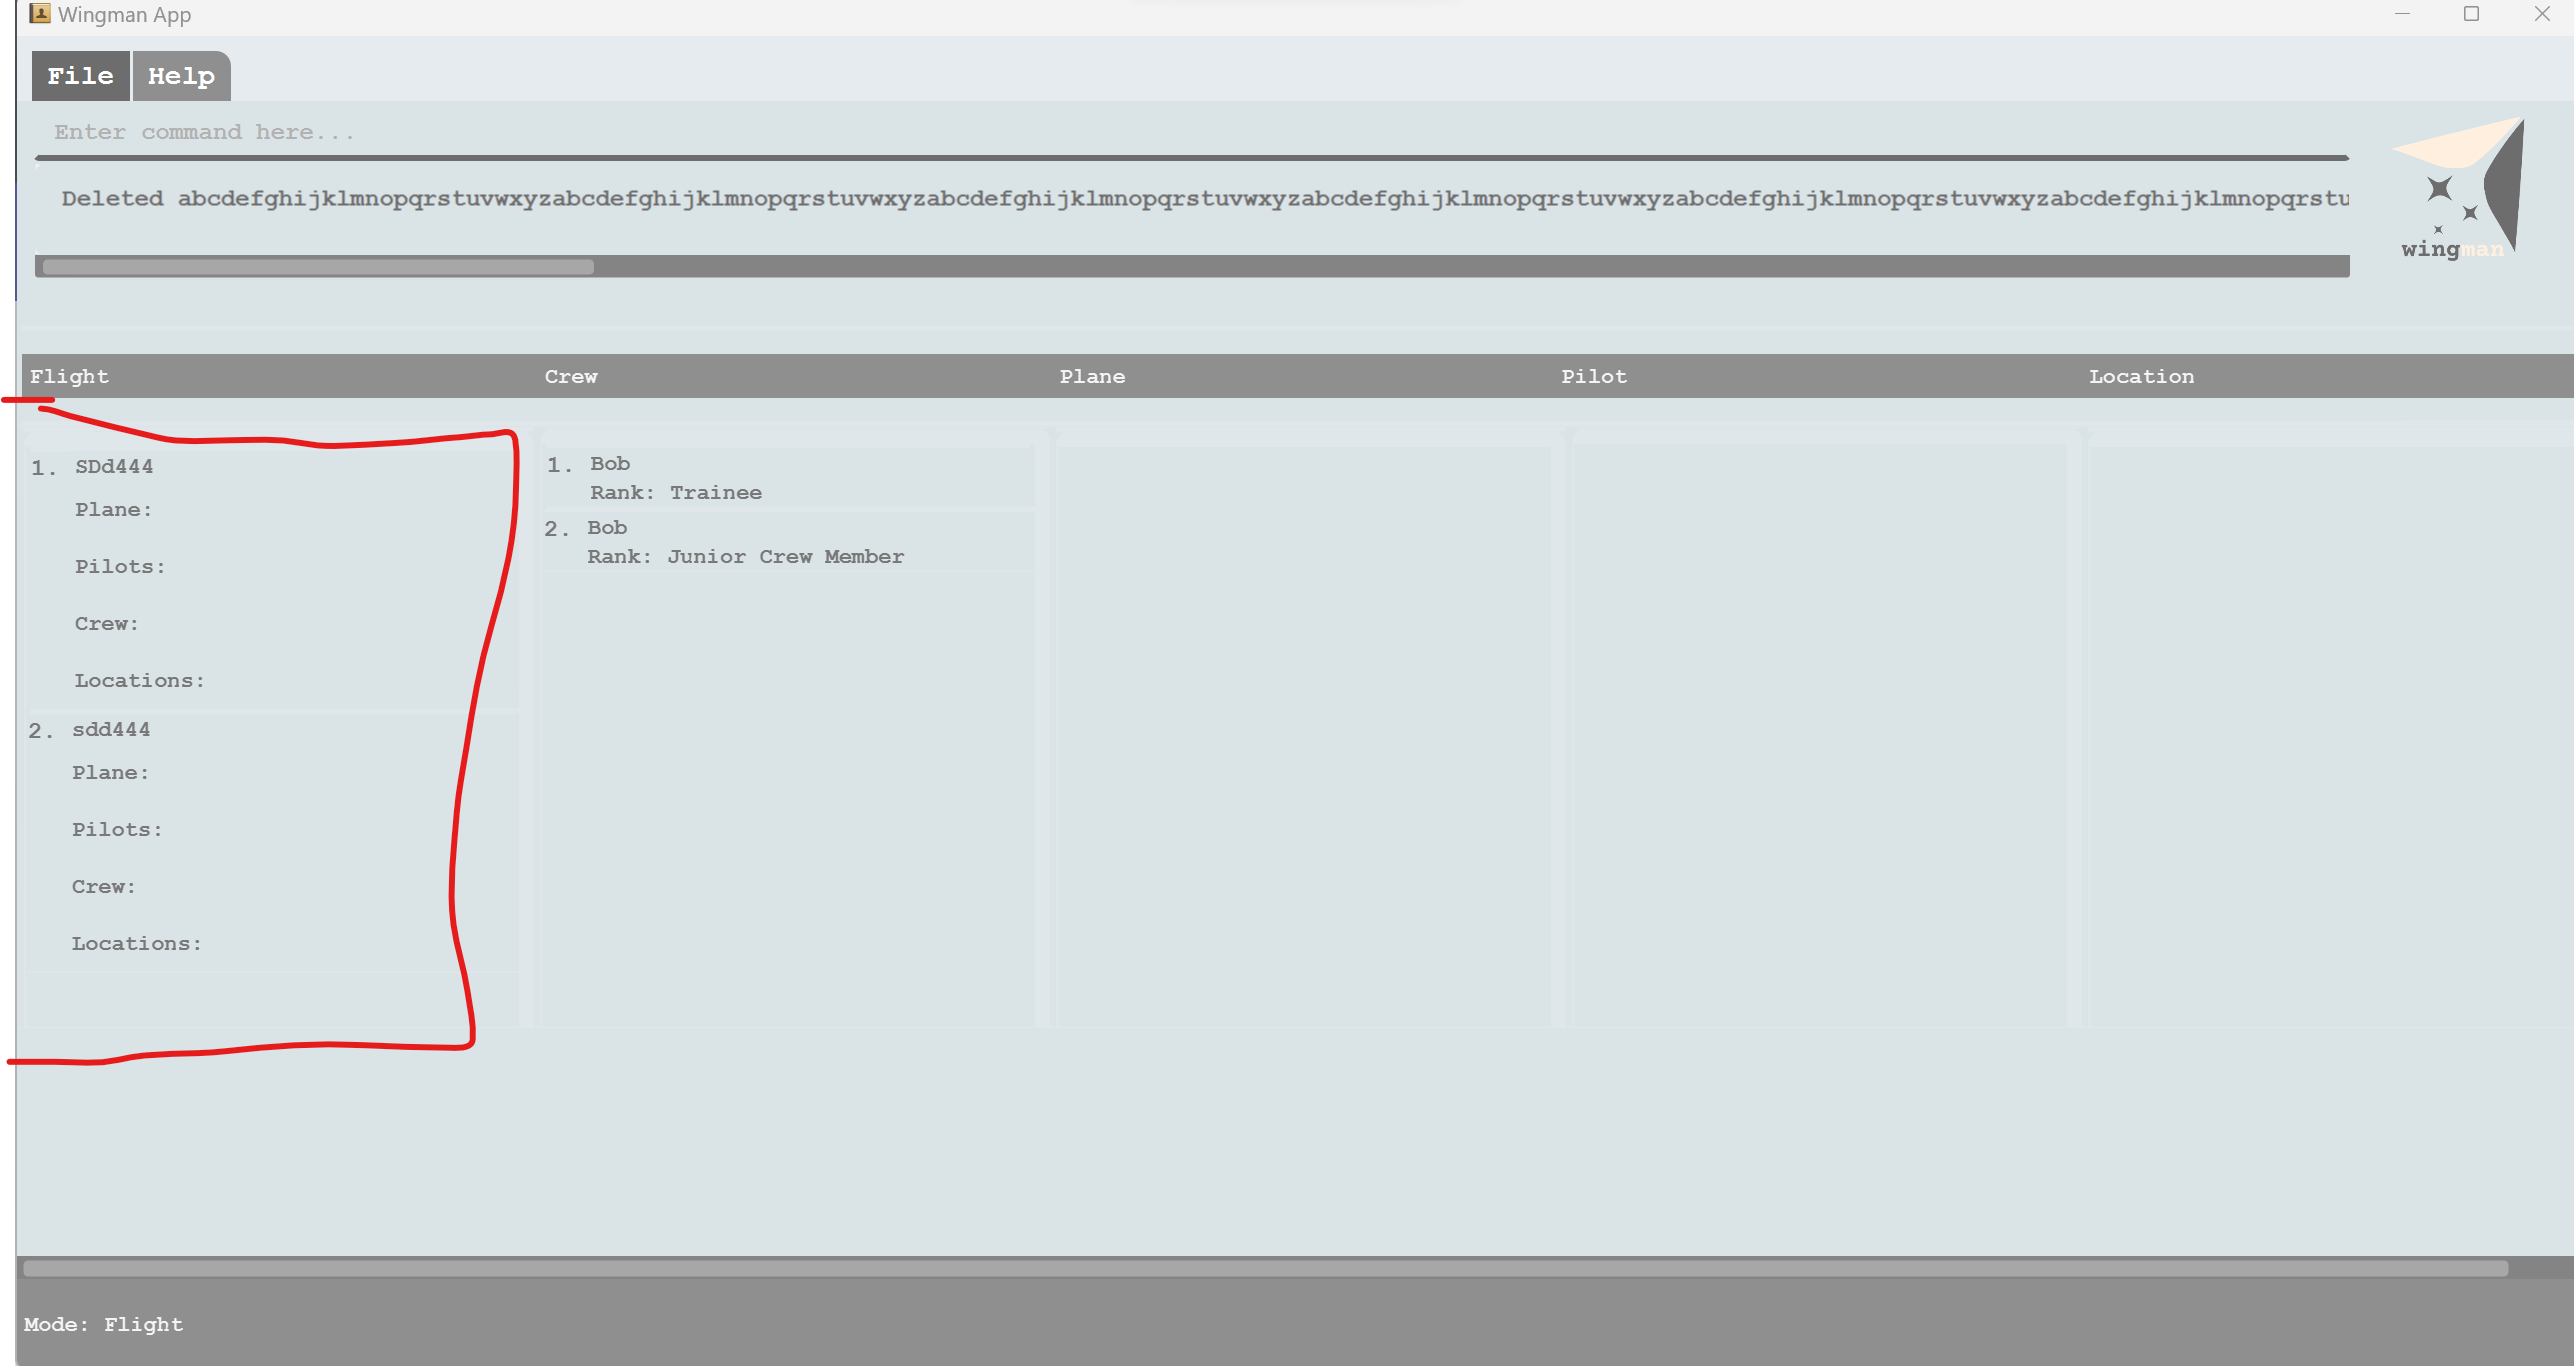 Wingman App
File Help
Enter command here...
Deleted abcdefghijklmnopqrstuvwxyzabcdefghijklmnopqrstuvwxyzabcdefghijklmnopqrstuvwxyzabcdefghijklmnopqrstuvwxyzabcdefghijklmnopqrstuvwxyzabcdefghijklmnopqrstu
wingman
Flight Crew Plane Pilot Location
1. SDd444
Plane:
Pilots:
Crew:
Locations:
2. sdd444
Plane:
Pilots:
Crew:
Locations:
1. Bob
Rank: Trainee
2. Bob
Rank: Junior Crew Member
Mode: Flight